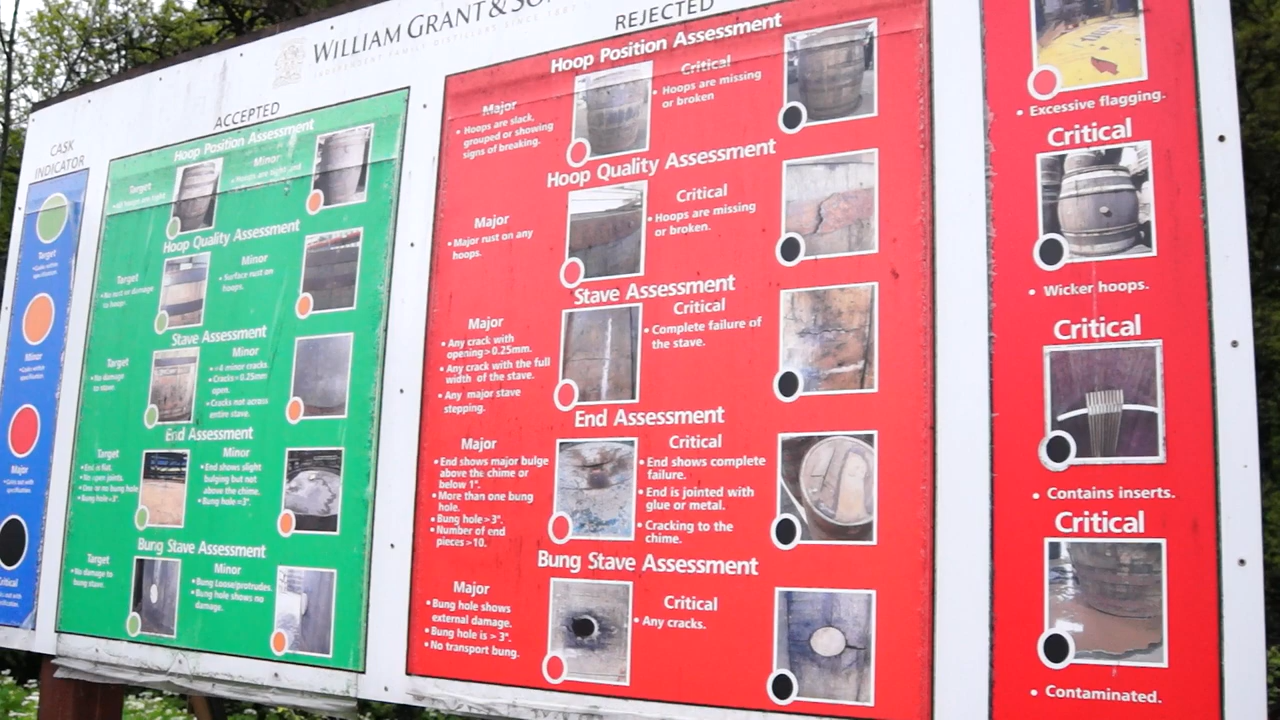 WILLIAM GRANT & SO
INDEPENDENT FAMILY DISTILLERS SINCE 1887
CASK
INDICATOR
Target
Minor
Major
Critical
ACCEPTED
Hoop Position Assessment
Target
• All hoops are tight
Minor
• Hoops are tight and
Hoop Quality Assessment
Target
• No rust or damage
to hoops.
Minor
• Surface rust on
hoops.
Stave Assessment
Target
• No damage
to stave.
Minor
• <4 minor cracks.
• Cracks < 0.25mm
open.
• Cracks not across
entire stave.
End Assessment
Target
• End is flat.
• No open joints.
• One or no bung hole
Minor
• End shows slight
bulging but not
above the chime.
Bung Stave Assessment
Target
• No damage to
bung stave.
Minor
• Bung Loose/protrudes.
• Bung hole shows no
damage.
REJECTED
Hoop Position Assessment
Major
• Hoops are slack,
grouped or showing
signs of breaking.
Critical
• Hoops are missing
or broken
Hoop Quality Assessment
Major
• Major rust on any
hoops.
Critical
• Hoops are missing
or broken.
Stave Assessment
Major
• Any crack with
opening > 0.25mm.
• Any crack with the full
width of the stave.
• Any major stave
stepping.
Critical
• Complete failure of
the stave.
End Assessment
Major
• End shows major bulge
above the chime or
below 1".
• More than one bung
hole.
• Bung hole > 3".
• Number of end
pieces >10.
Critical
• End shows complete
failure.
• End is jointed with
glue or metal.
• Cracking to the
chime.
Bung Stave Assessment
Major
• Bung hole shows
external damage.
• Bung hole is > 3".
• No transport bung.
Critical
• Any cracks.
• Excessive flagging.
Critical
• Wicker hoops.
Critical
• Contains inserts.
Critical
• Contaminated.